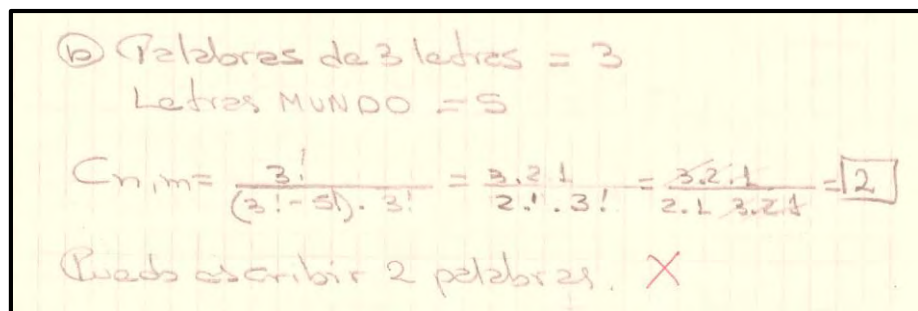 ⓑ Palabras de 3 letras = 3
Letras MUNDO = 5
Cn,m= 3! / (3!-5!). 3! = 3.2.1 / 2.!. 3! = 3.2.1 / 2.1 3.2.1 = 2
Puedo escribir 2 palabras. X